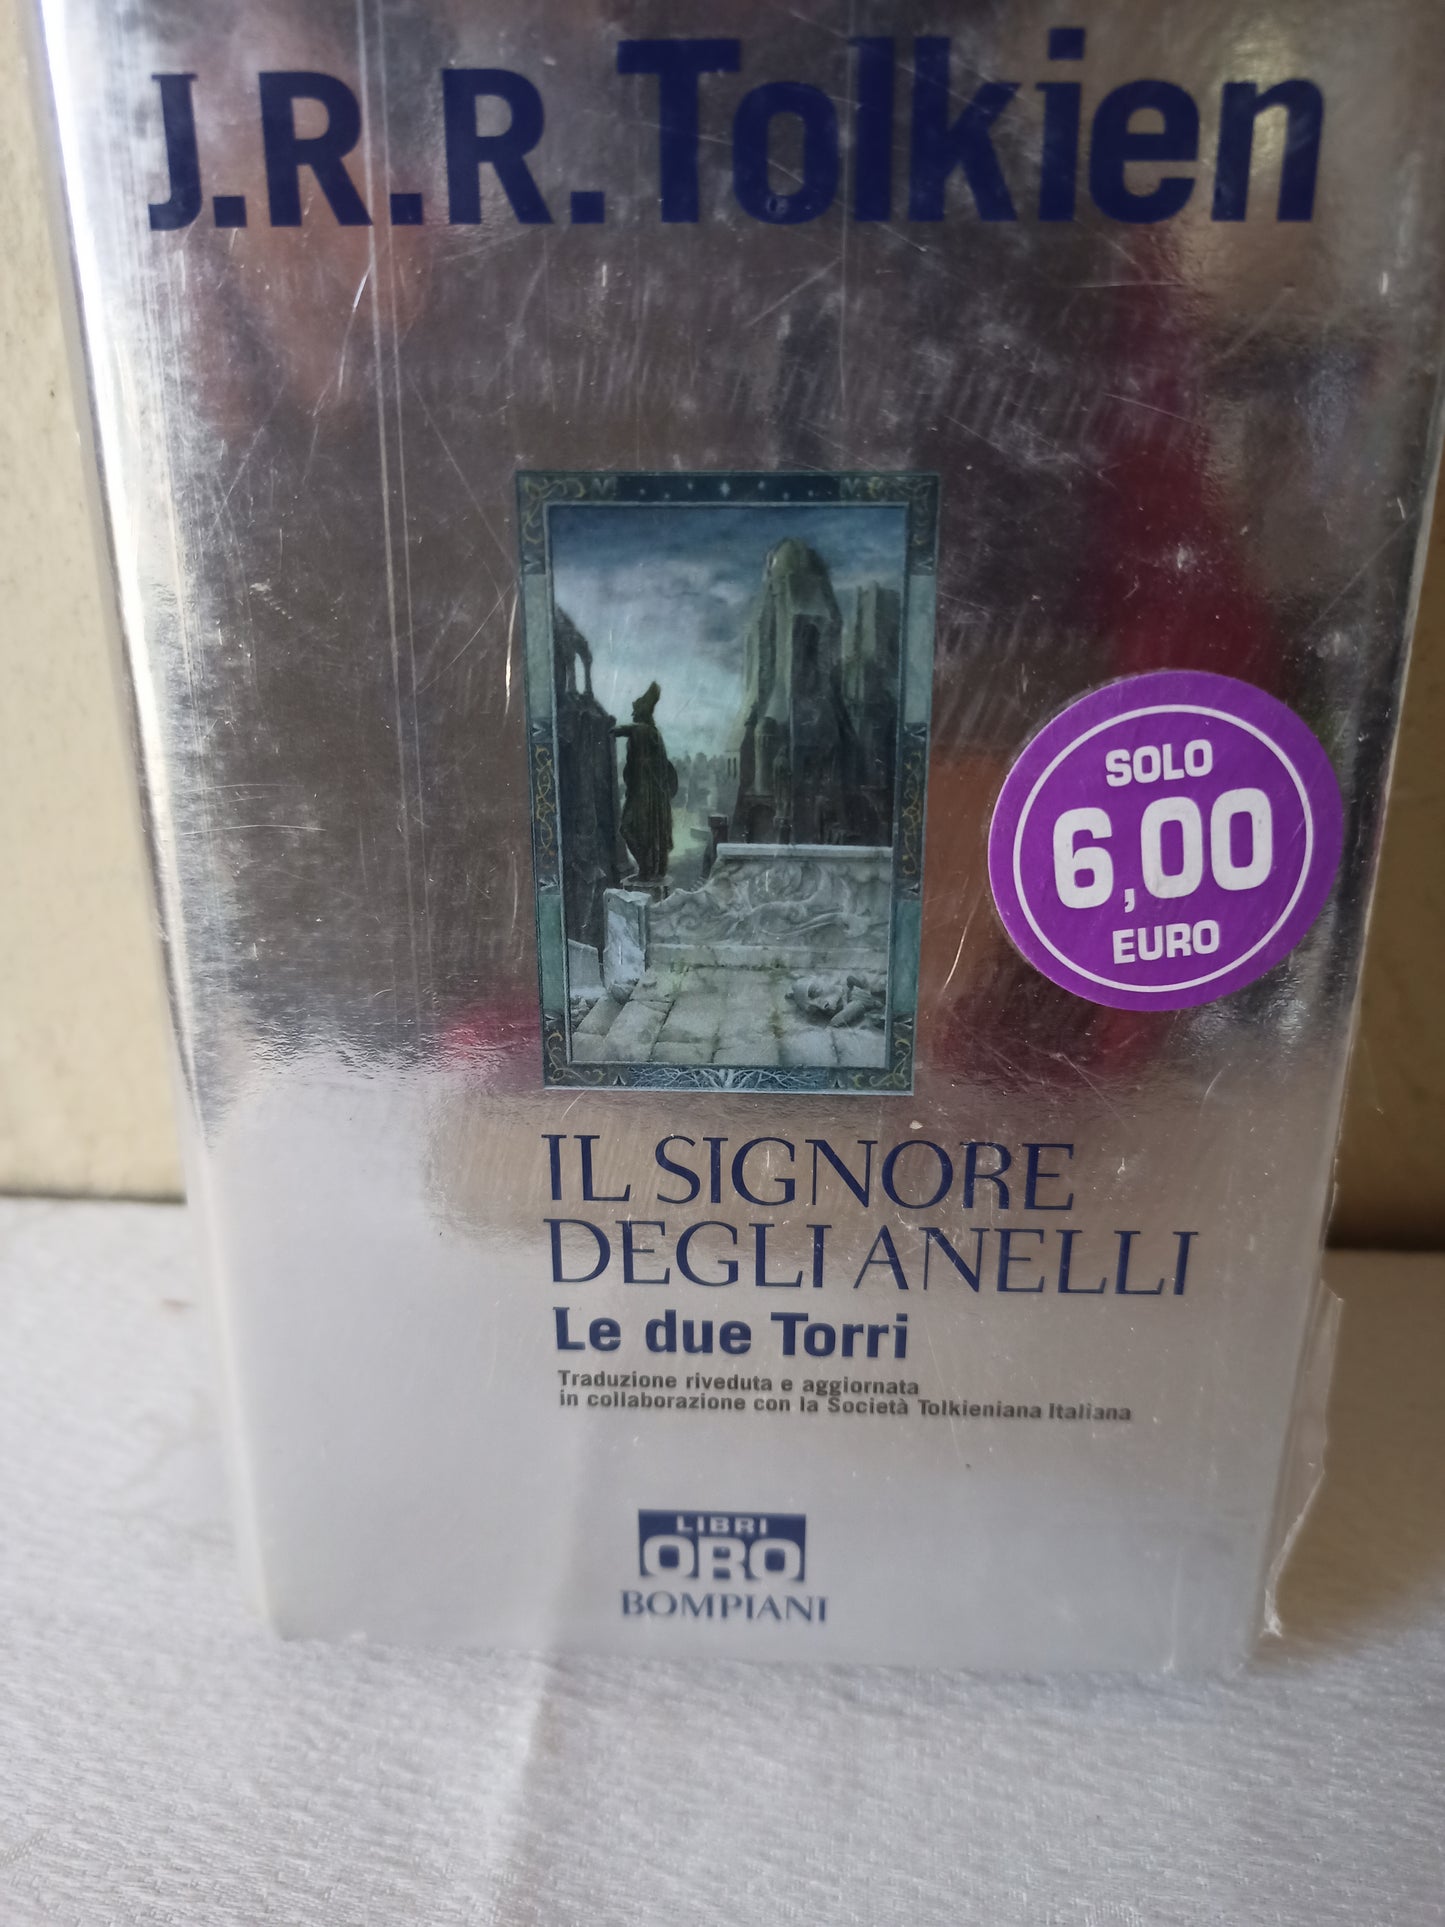 J.R.R. Tolkien
SOLO
6,00
EURO
IL SIGNORE
DEGLI ANELLI
Le due Torri
Traduzione riveduta e aggiornata
in collaborazione con la Società Tolkieniana Italiana
LIBRI
ORO
BOMPIANI